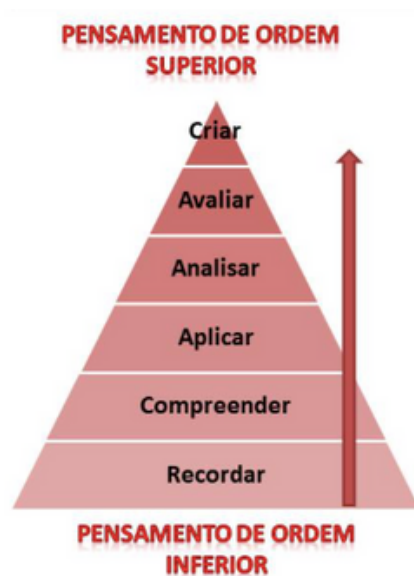 PENSAMENTO DE ORDEM
SUPERIOR
Criar
Avaliar
Analisar
Aplicar
Compreender
Recordar
PENSAMENTO DE ORDEM
INFERIOR